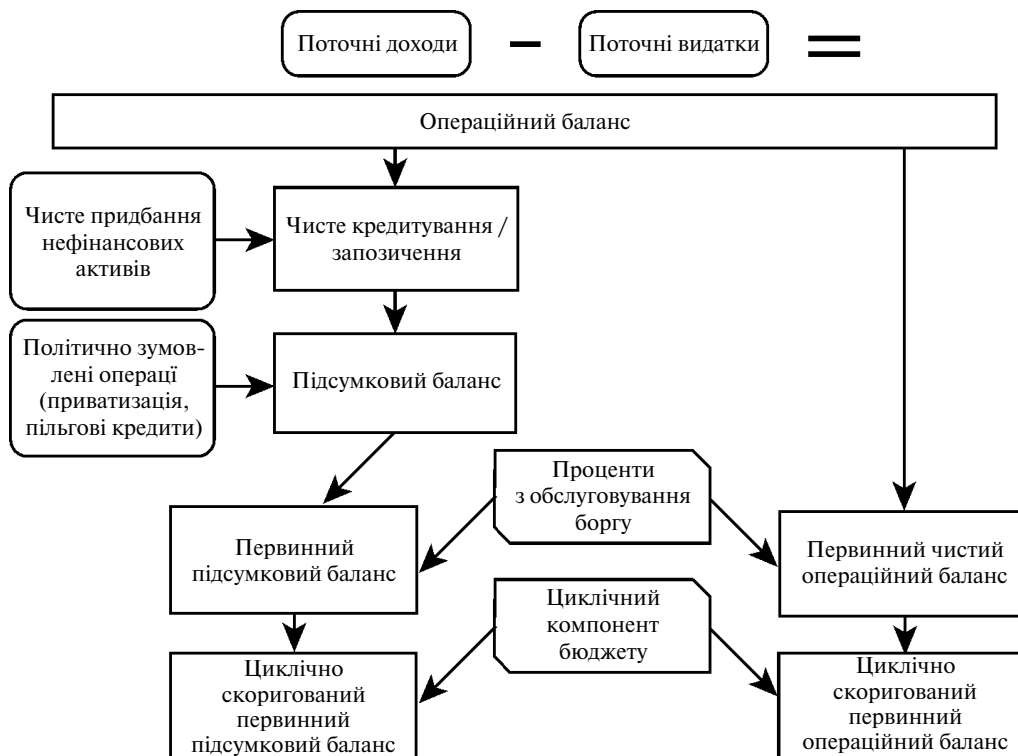 Поточні доходи – Поточні видатки =
Операційний баланс
Чисте придбання
нефінансових
активів
Чисте кредитування /
запозичення
Політично зумов-
лені операції
(приватизація,
пільгові кредити)
Підсумковий баланс
Проценти
з обслуговування
боргу
Первинний
підсумковий баланс
Первинний чистий
операційний баланс
Циклічний
компонент
бюджету
Циклічно
скоригований
первинний
підсумковий баланс
Циклічно
скоригований
первинний
операційний баланс